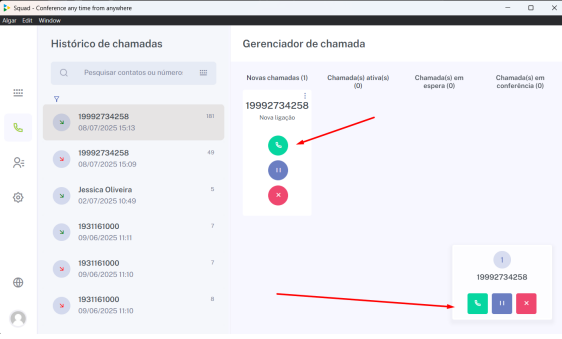 Squad - Conference any time from anywhere
Algar Edit Window
Histórico de chamadas
Pesquisar contatos ou número
19992734258
181
08/07/2025 15:13
19992734258
49
08/07/2025 15:09
Jessica Oliveira
5
02/07/2025 10:49
1931161000
7
09/06/2025 11:11
1931161000
7
09/06/2025 11:10
1931161000
8
09/06/2025 11:10
Gerenciador de chamada
Novas chamadas (1)
Chamada(s) ativa(s)
(0)
Chamada(s) em
espera (0)
Chamada(s) em
conferência (0)
19992734258
Nova ligação
1
19992734258